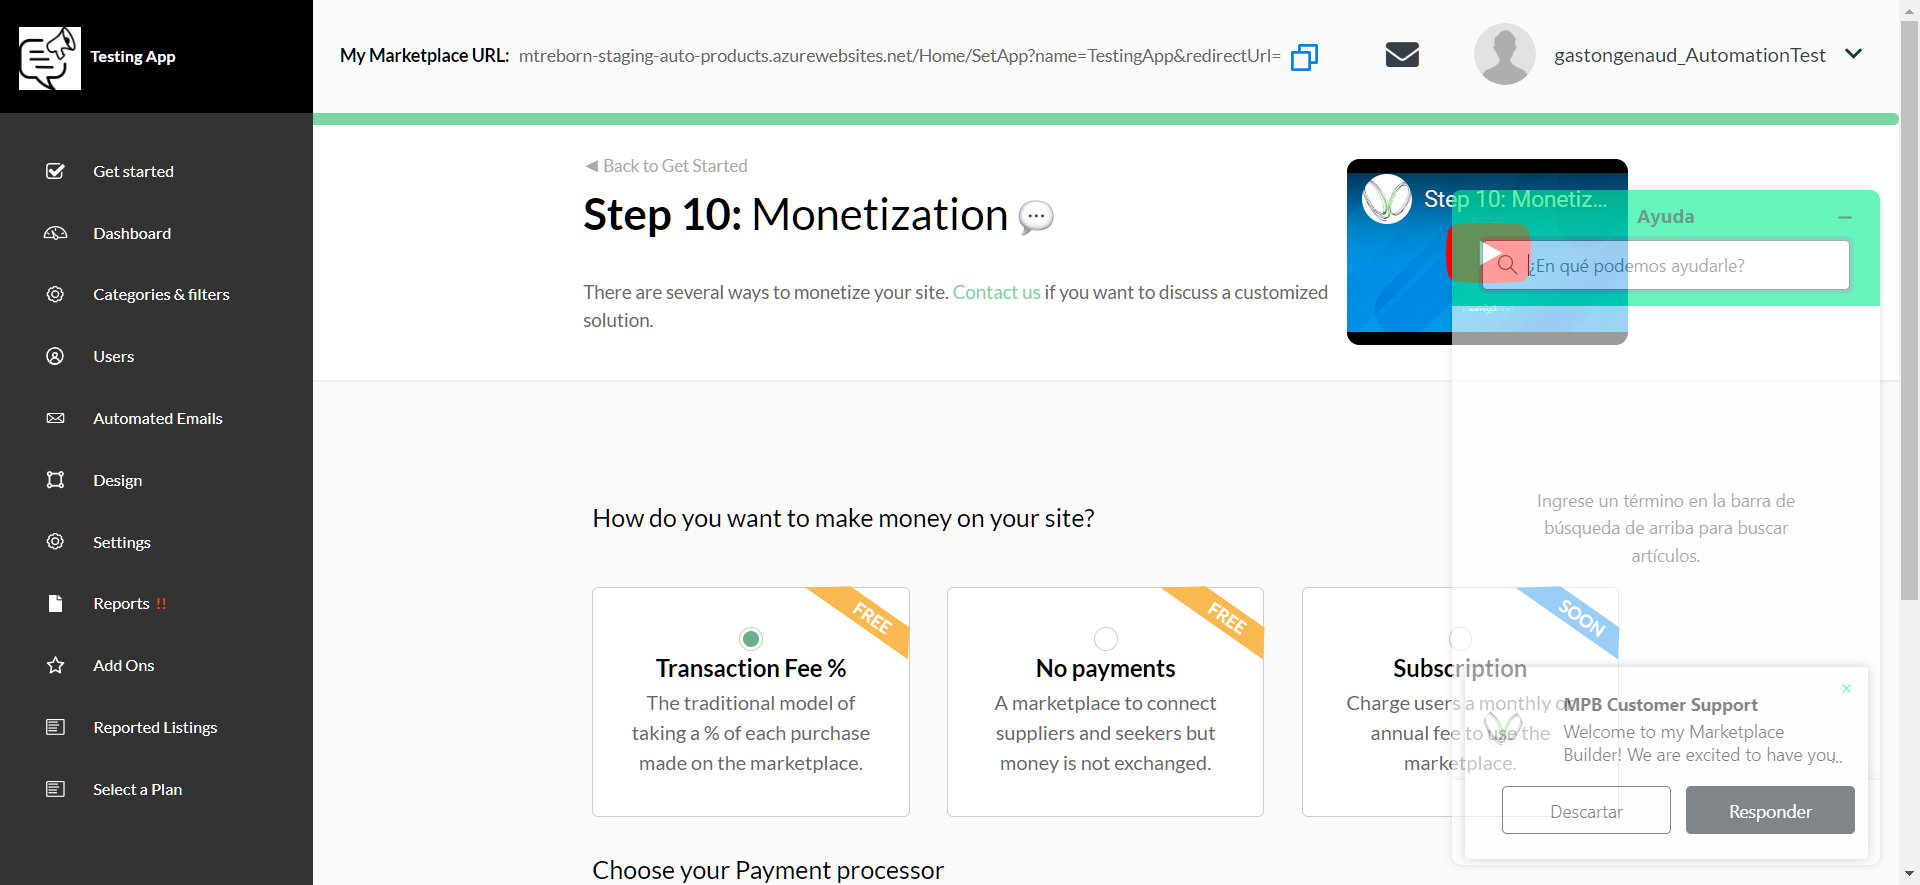 Testing App
My Marketplace URL: mtreborn-staging-auto-products.azurewebsites.net/Home/SetApp?name=TestingApp&redirectUrl=
gastongenaud_AutomationTest
Get started
Dashboard
Categories & filters
Users
Automated Emails
Design
Settings
Reports !!
Add Ons
Reported Listings
Select a Plan
◄ Back to Get Started
Step 10: Monetization
There are several ways to monetize your site. Contact us if you want to discuss a customized
solution.
Step 10: Monetiz...
Ayuda
¿En qué podemos ayudarle?
Ingrese un término en la barra de
búsqueda de arriba para buscar
artículos.
How do you want to make money on your site?
FREE
Transaction Fee %
The traditional model of
taking a % of each purchase
made on the marketplace.
FREE
No payments
A marketplace to connect
suppliers and seekers but
money is not exchanged.
SOON
Subscription
Charge users a monthly
annual fee to use the
marketplace.
MPB Customer Support
Welcome to my Marketplace
Builder! We are excited to have you..
Descartar
Responder
Choose your Payment processor